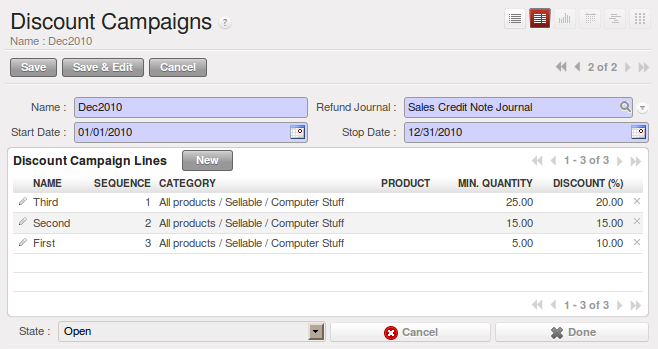 Discount Campaigns ?
Name : Dec2010
Save Save & Edit Cancel 2 of 2
Name : Dec2010 Refund Journal : Sales Credit Note Journal
Start Date : 01/01/2010 Stop Date : 12/31/2010
Discount Campaign Lines New 1 - 3 of 3
NAME SEQUENCE CATEGORY PRODUCT MIN. QUANTITY DISCOUNT (%)
Third 1 All products / Sellable / Computer Stuff 25.00 20.00
Second 2 All products / Sellable / Computer Stuff 15.00 15.00
First 3 All products / Sellable / Computer Stuff 5.00 10.00
1 - 3 of 3
State : Open Cancel Done